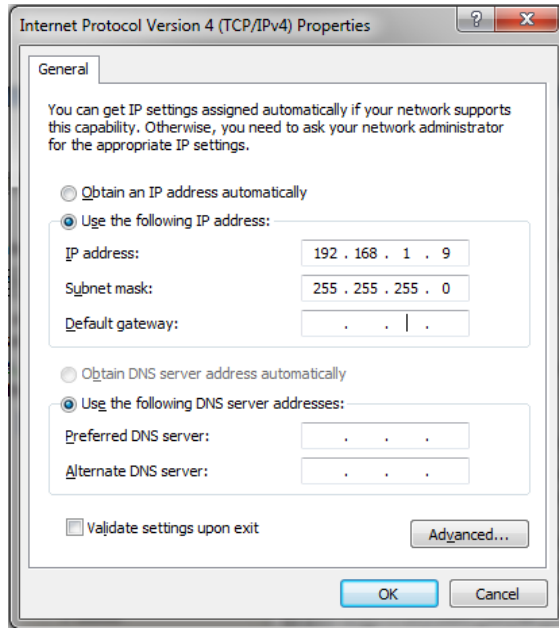 Internet Protocol Version 4 (TCP/IPv4) Properties
?
General
You can get IP settings assigned automatically if your network supports
this capability. Otherwise, you need to ask your network administrator
for the appropriate IP settings.
Obtain an IP address automatically
Use the following IP address:
IP address: 192 . 168 . 1 . 9
Subnet mask: 255 . 255 . 255 . 0
Default gateway: . . .
Obtain DNS server address automatically
Use the following DNS server addresses:
Preferred DNS server: . . .
Alternate DNS server: . . .
Validate settings upon exit
Advanced...
OK Cancel